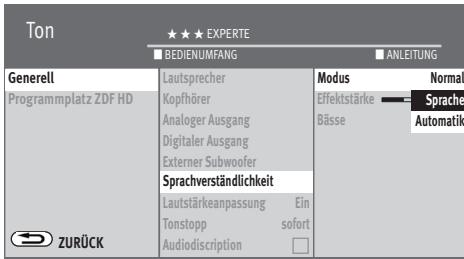 Ton
★ ★ ★ EXPERTE
BEDIENUMFANG
ANLEITUNG
Generell
Programmplatz ZDF HD
Lautsprecher
Kopfhörer
Analoger Ausgang
Digitaler Ausgang
Externer Subwoofer
Sprachverständlichkeit
Lautstärkeanpassung Ein
Tonstopp sofort
Audiodiscription
Modus Normal
Effektstärke Sprache
Bässe Automatik
ZURÜCK